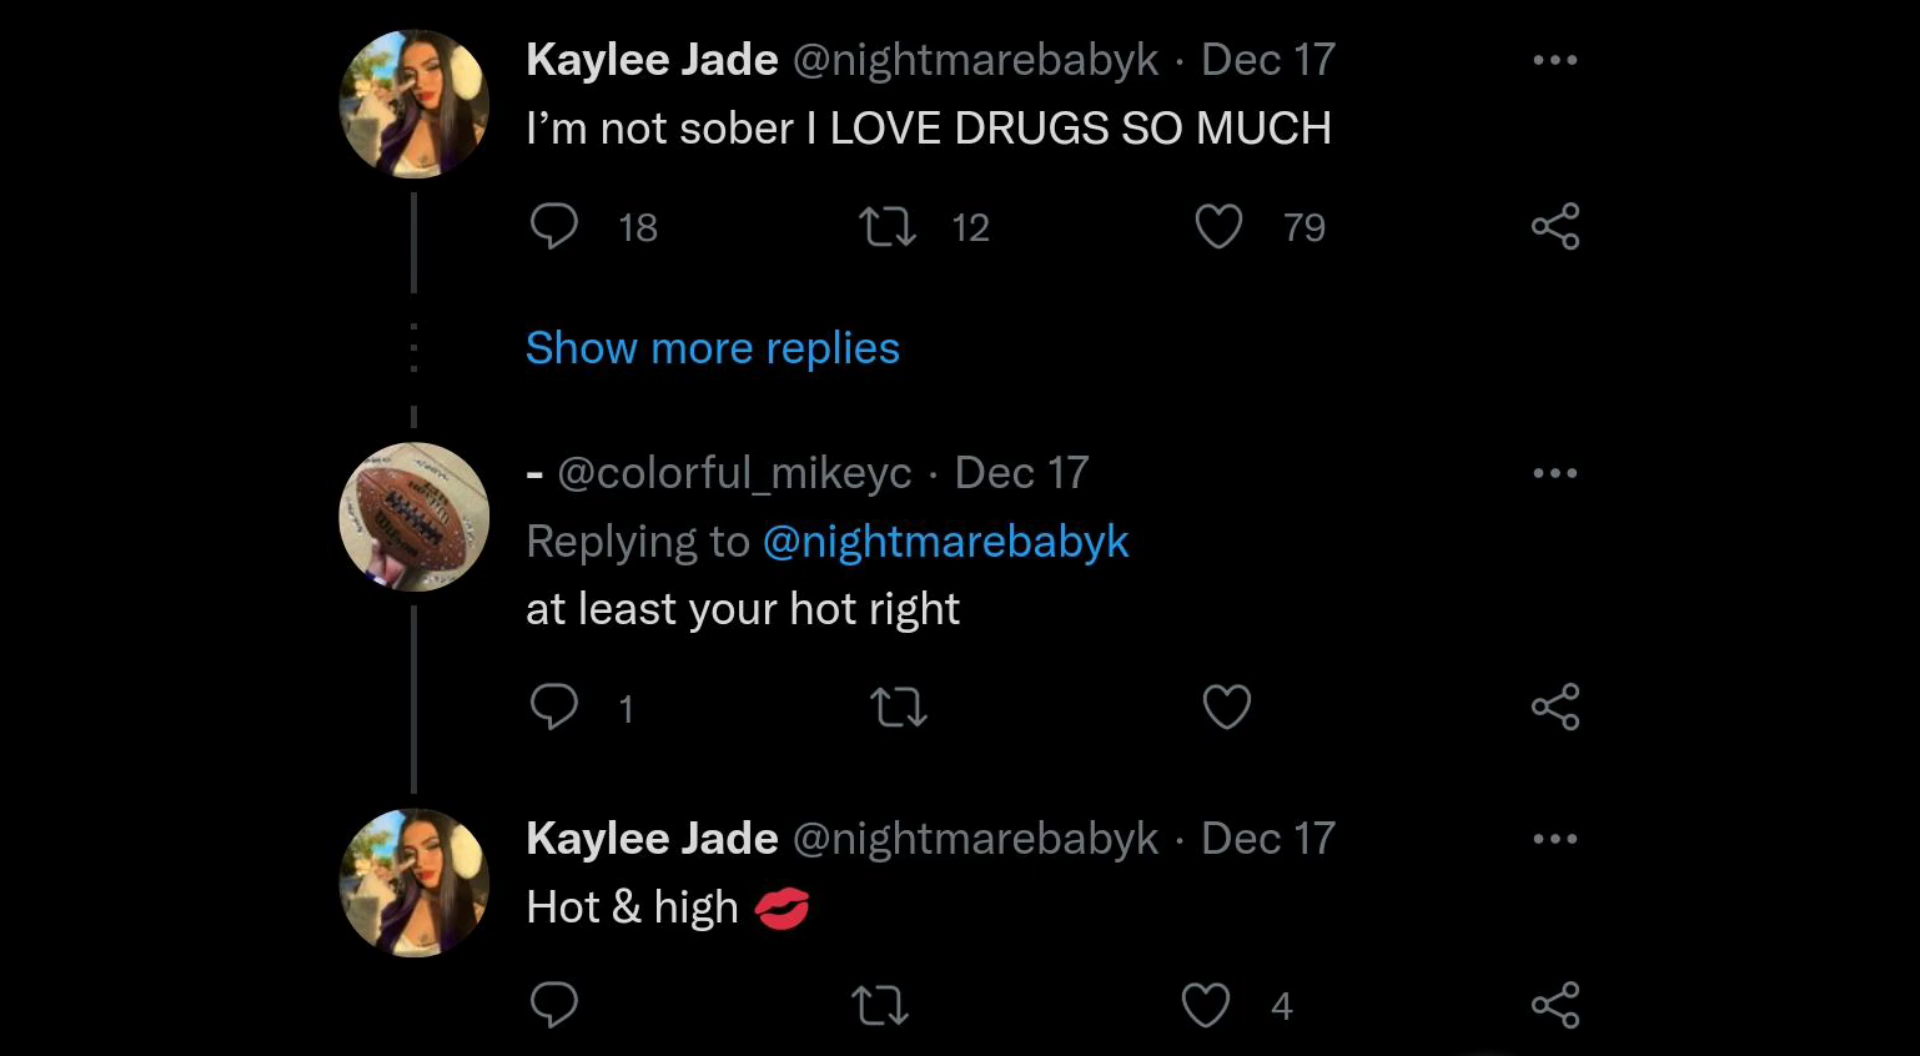 Kaylee Jade @nightmarebabyk · Dec 17
I'm not sober I LOVE DRUGS SO MUCH
18 12 79
Show more replies
- @colorful_mikeyc · Dec 17
Replying to @nightmarebabyk
at least your hot right
1
Kaylee Jade @nightmarebabyk · Dec 17
Hot & high 💋
4